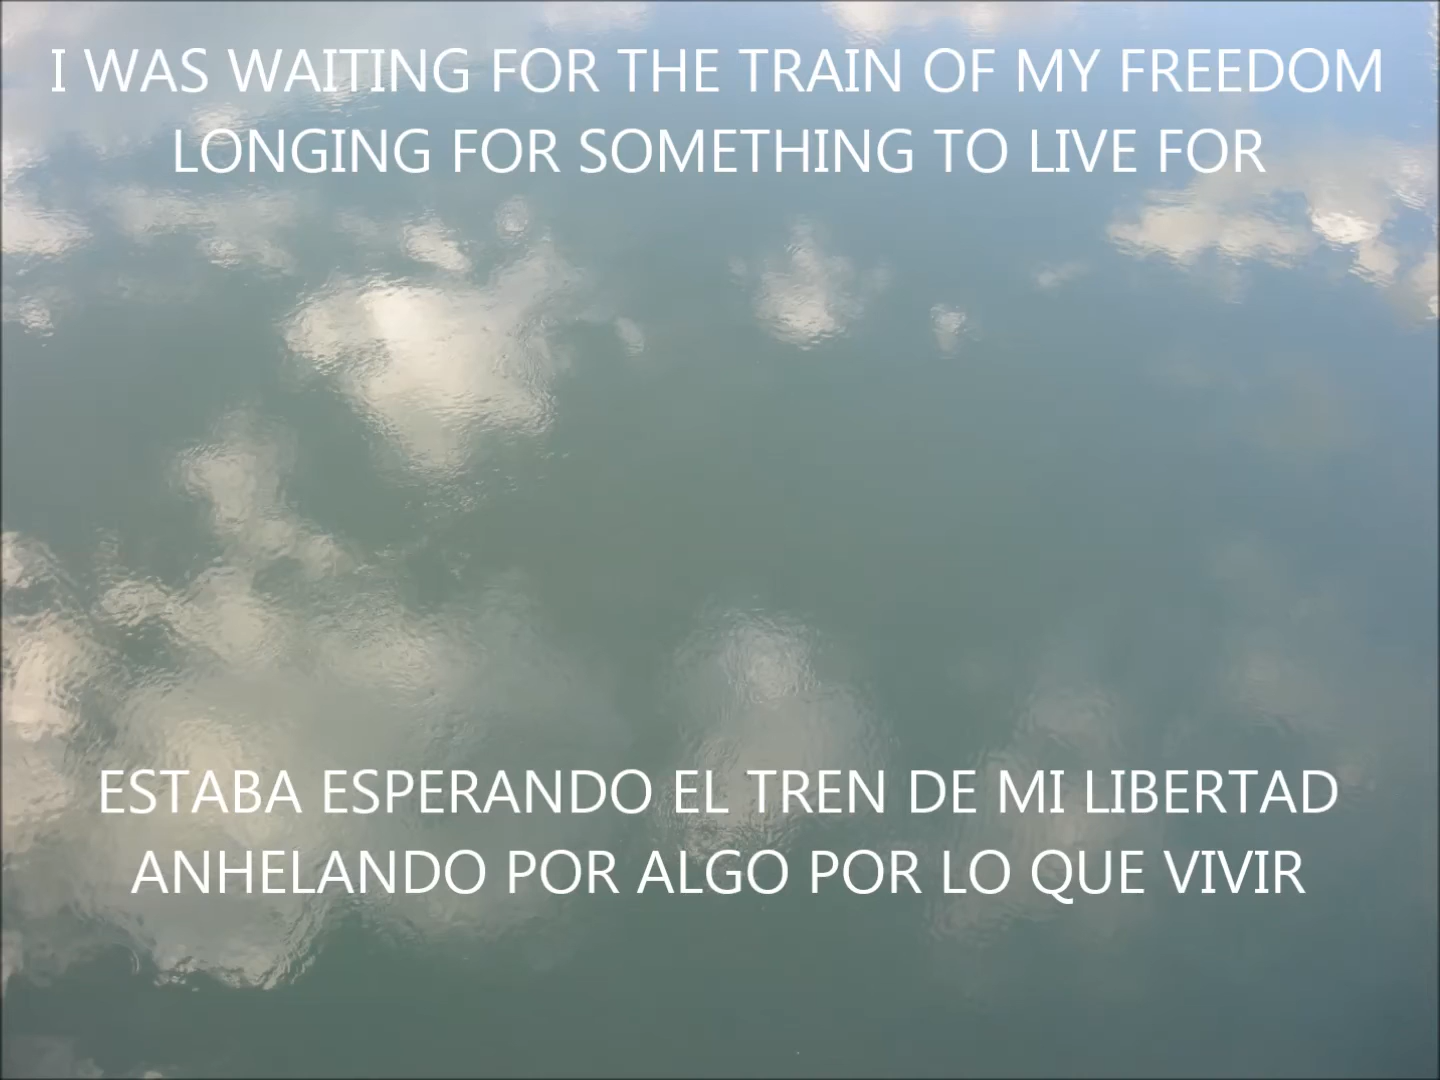 I WAS WAITING FOR THE TRAIN OF MY FREEDOM
LONGING FOR SOMETHING TO LIVE FOR
ESTABA ESPERANDO EL TREN DE MI LIBERTAD
ANHELANDO POR ALGO POR LO QUE VIVIR